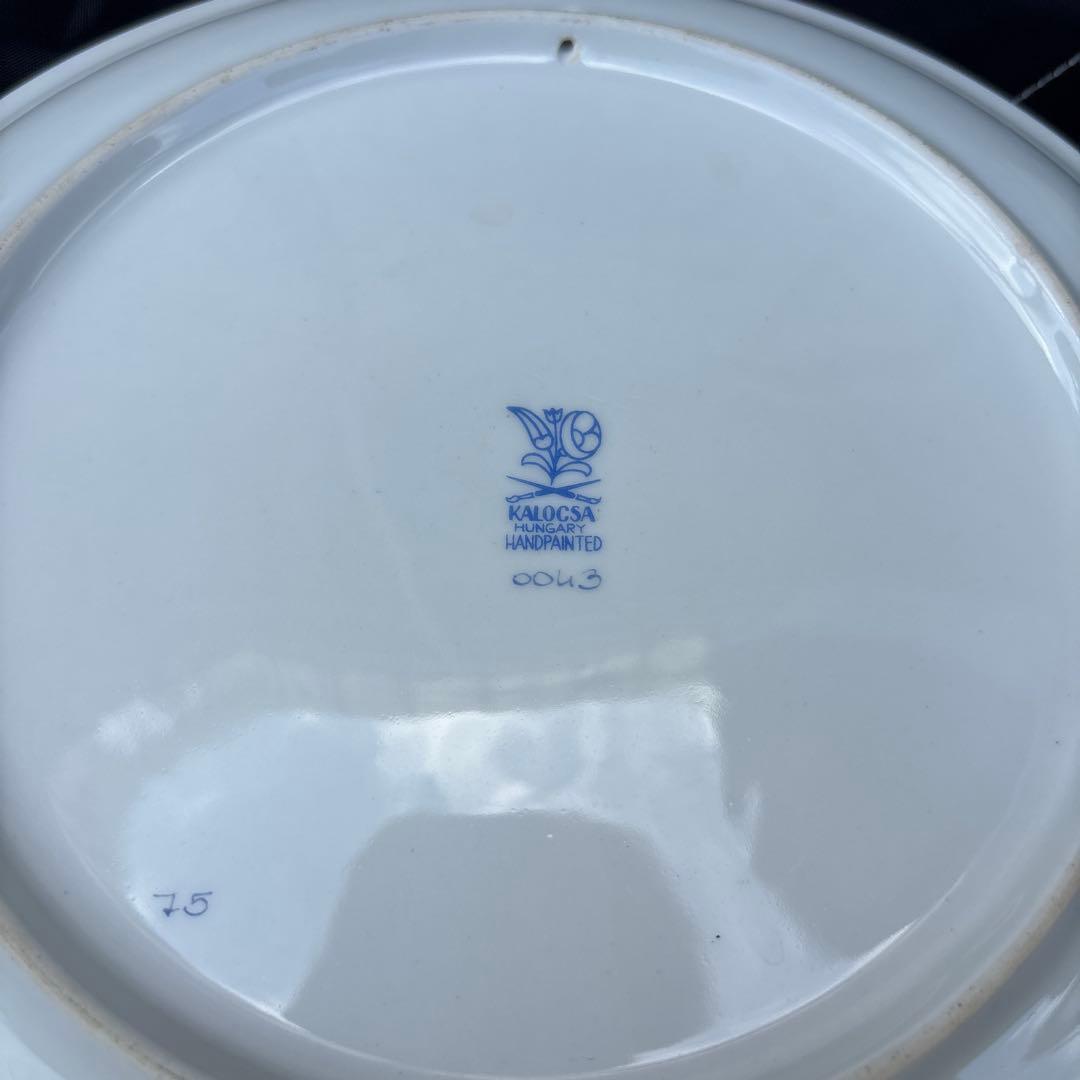 KALOCSA
HUNGARY
HANDPAINTED
0043
75